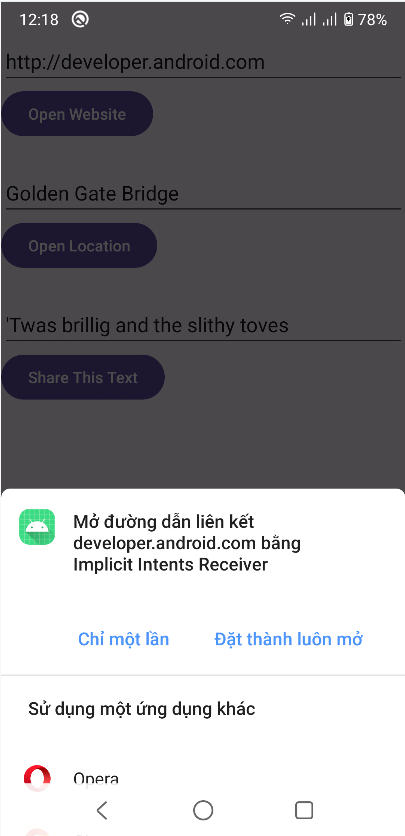 12:18 78%
http://developer.android.com
Open Website
Golden Gate Bridge
Open Location
'Twas brillig and the slithy toves
Share This Text
Mở đường dẫn liên kết
developer.android.com bằng
Implicit Intents Receiver
Chỉ một lần Đặt thành luôn mở
Sử dụng một ứng dụng khác
Opera